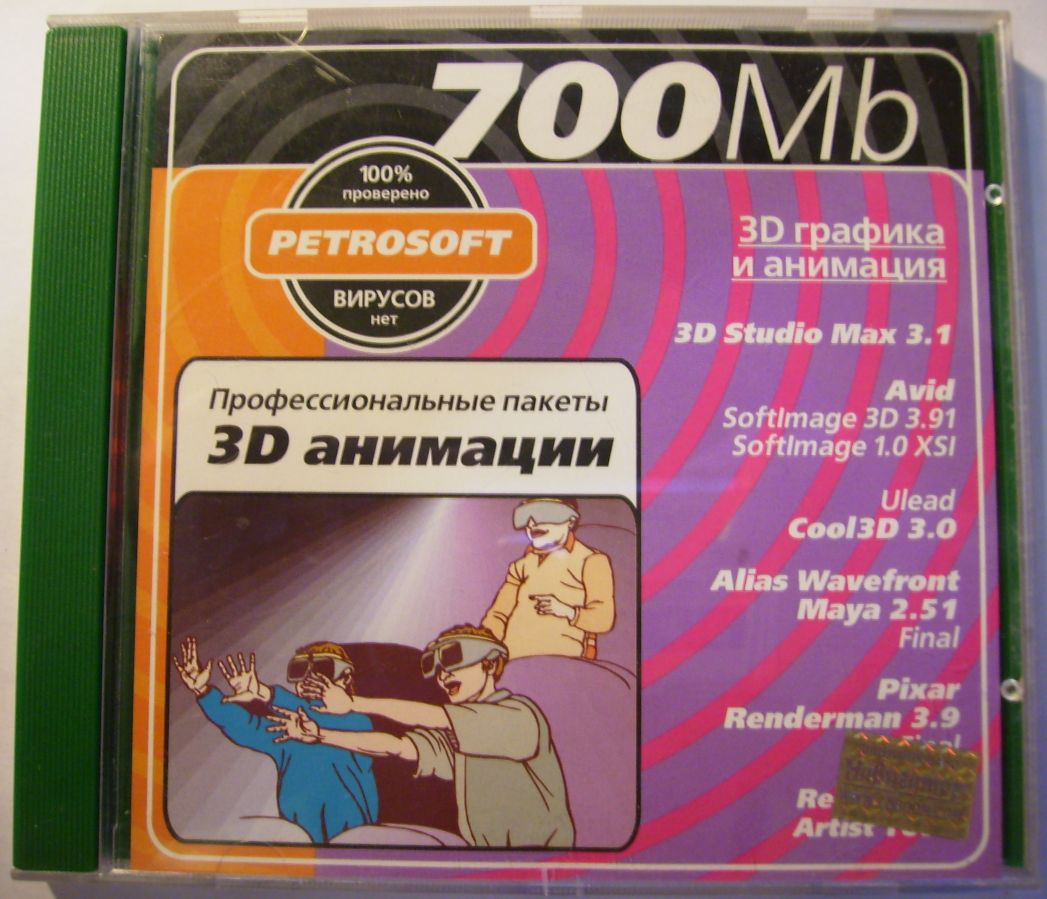 700Mb
100%
проверено
PETROSOFT
ВИРУСОВ
нет
3D графика
и анимация
3D Studio Max 3.1
Avid
SoftImage 3D 3.91
SoftImage 1.0 XSI
Ulead
Cool3D 3.0
Alias Wavefront
Maya 2.51
Final
Pixar
Renderman 3.9
Final
Artist
Профессиональные пакеты
3D анимации